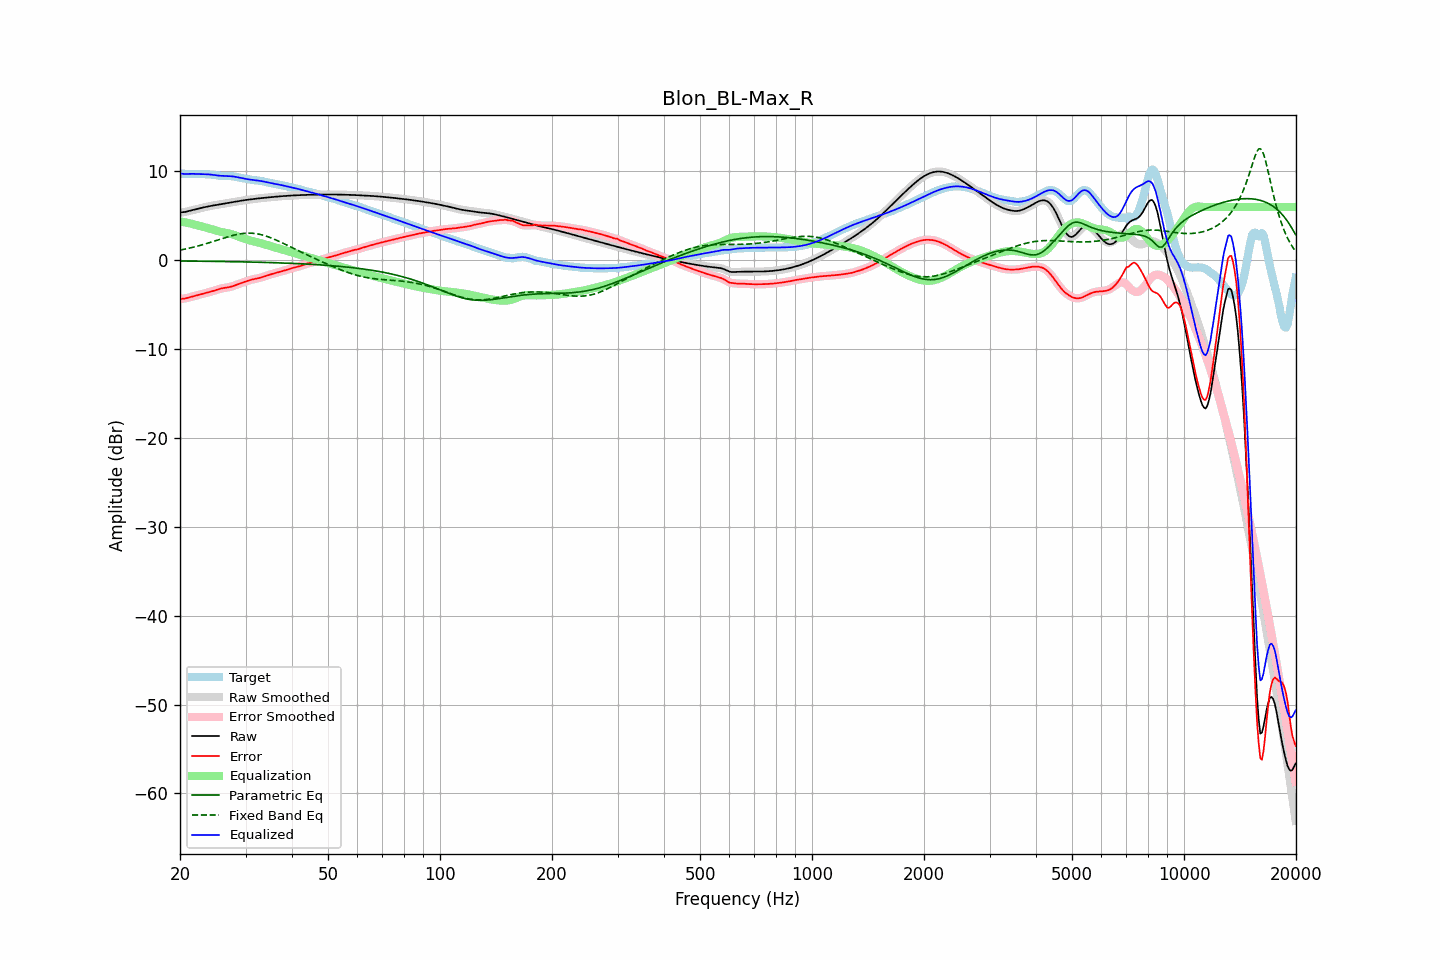 Blon_BL-Max_R
Amplitude (dBr)
10
0
−10
−20
−30
−40
−50
−60
Target
Raw Smoothed
Error Smoothed
Raw
Error
Equalization
Parametric Eq
Fixed Band Eq
Equalized
20 50 100 200 500 1000 2000 5000 10000 20000
Frequency (Hz)